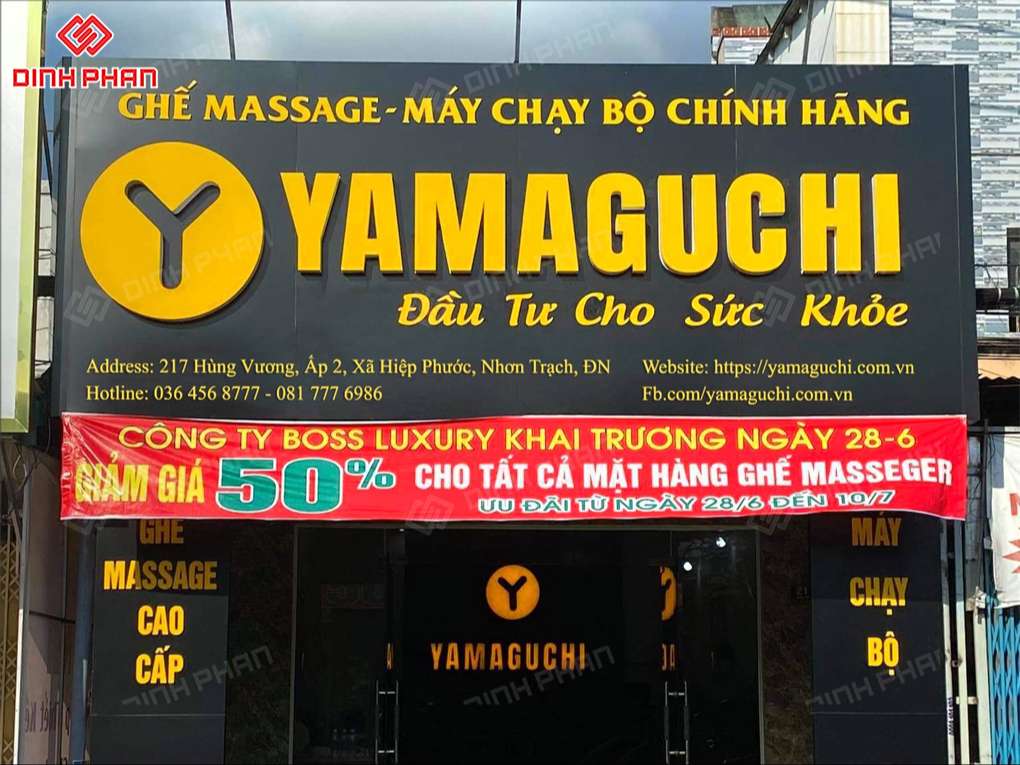 DINH PHAN
GHẾ MASSAGE - MÁY CHẠY BỘ CHÍNH HÃNG
Y YAMAGUCHI
Đầu Tư Cho Sức Khỏe
Address: 217 Hùng Vương, Ấp 2, Xã Hiệp Phước, Nhơn Trạch, ĐN
Website: https://yamaguchi.com.vn
Hotline: 036 456 8777 - 081 777 6986
Fb.com/yamaguchi.com.vn
CÔNG TY BOSS LUXURY KHAI TRƯƠNG NGÀY 28-6
GIẢM GIÁ 50% CHO TẤT CẢ MẶT HÀNG GHẾ MASSEGER
ƯU ĐÃI TỪ NGÀY 28/6 ĐẾN 10/7
GHẾ
MASSAGE
CAO
CẤP
Y
YAMAGUCHI
MÁY
CHẠY
BỘ